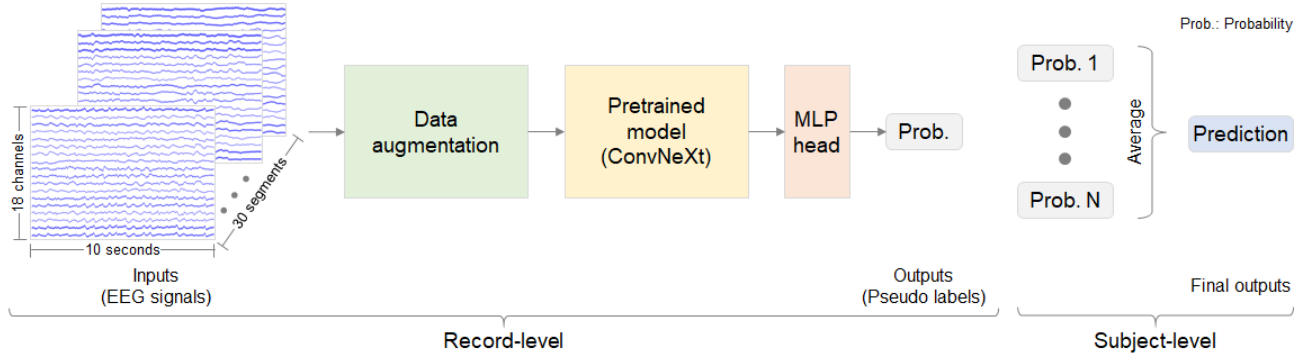 Prob.: Probability
18 channels
10 seconds
30 segments
Data
augmentation
Pretrained
model
(ConvNeXt)
MLP
head
Prob.
Prob. 1
Prob. N
Average
Prediction
Inputs
(EEG signals)
Outputs
(Pseudo labels)
Final outputs
Record-level
Subject-level